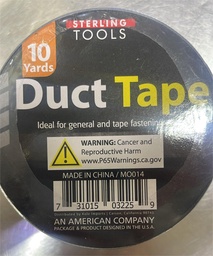 STERLING
TOOLS
10
Yards
Duct Tape
Ideal for general and tape fastening
WARNING: Cancer and
Reproductive Harm
www.P65Warnings.ca.gov
MADE IN CHINA / MO014
7 31015 03225 9
AN AMERICAN COMPANY
PACKAGE & PRODUCT DESIGNED IN THE U.S.A.